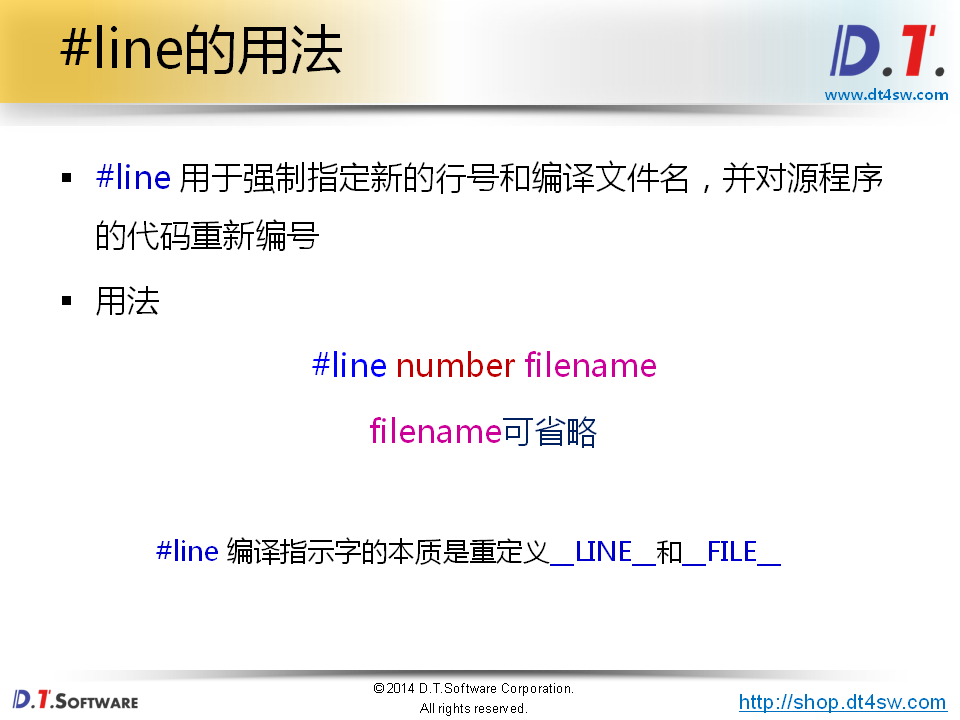 #line的用法
D.T.
www.dt4sw.com
▪ #line 用于强制指定新的行号和编译文件名，并对源程序
的代码重新编号
▪ 用法
#line number filename
filename可省略
#line 编译指示字的本质是重定义__LINE__和__FILE__
D.T.SOFTWARE
©2014 D.T.Software Corporation.
All rights reserved.
http://shop.dt4sw.com